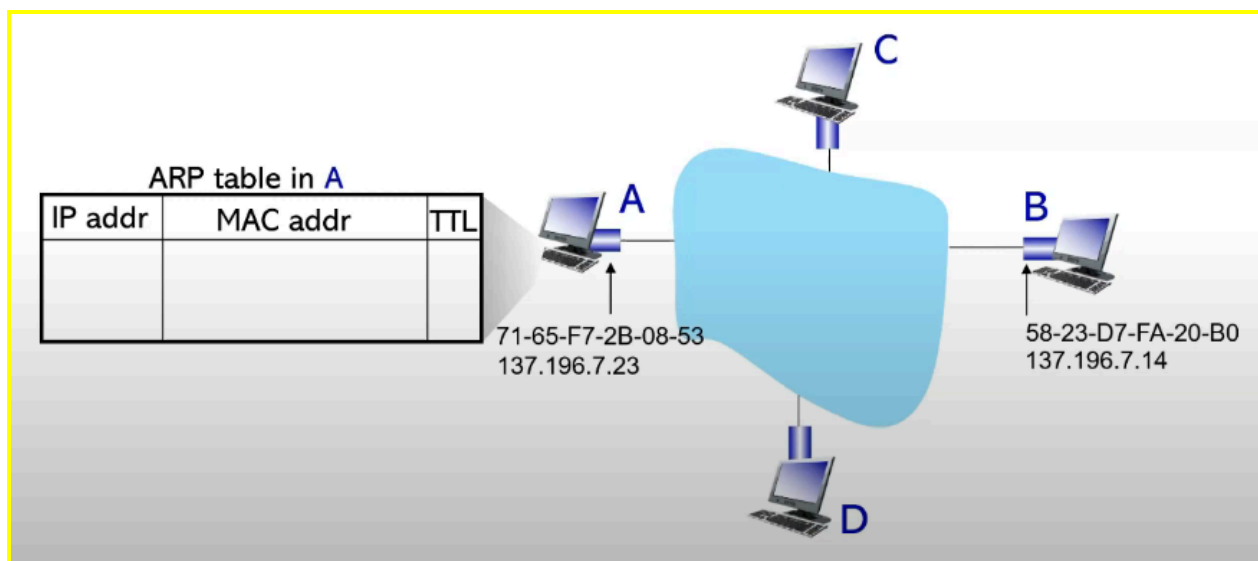 C
ARP table in A
IP addr MAC addr TTL
A
B
71-65-F7-2B-08-53
137.196.7.23
58-23-D7-FA-20-B0
137.196.7.14
D